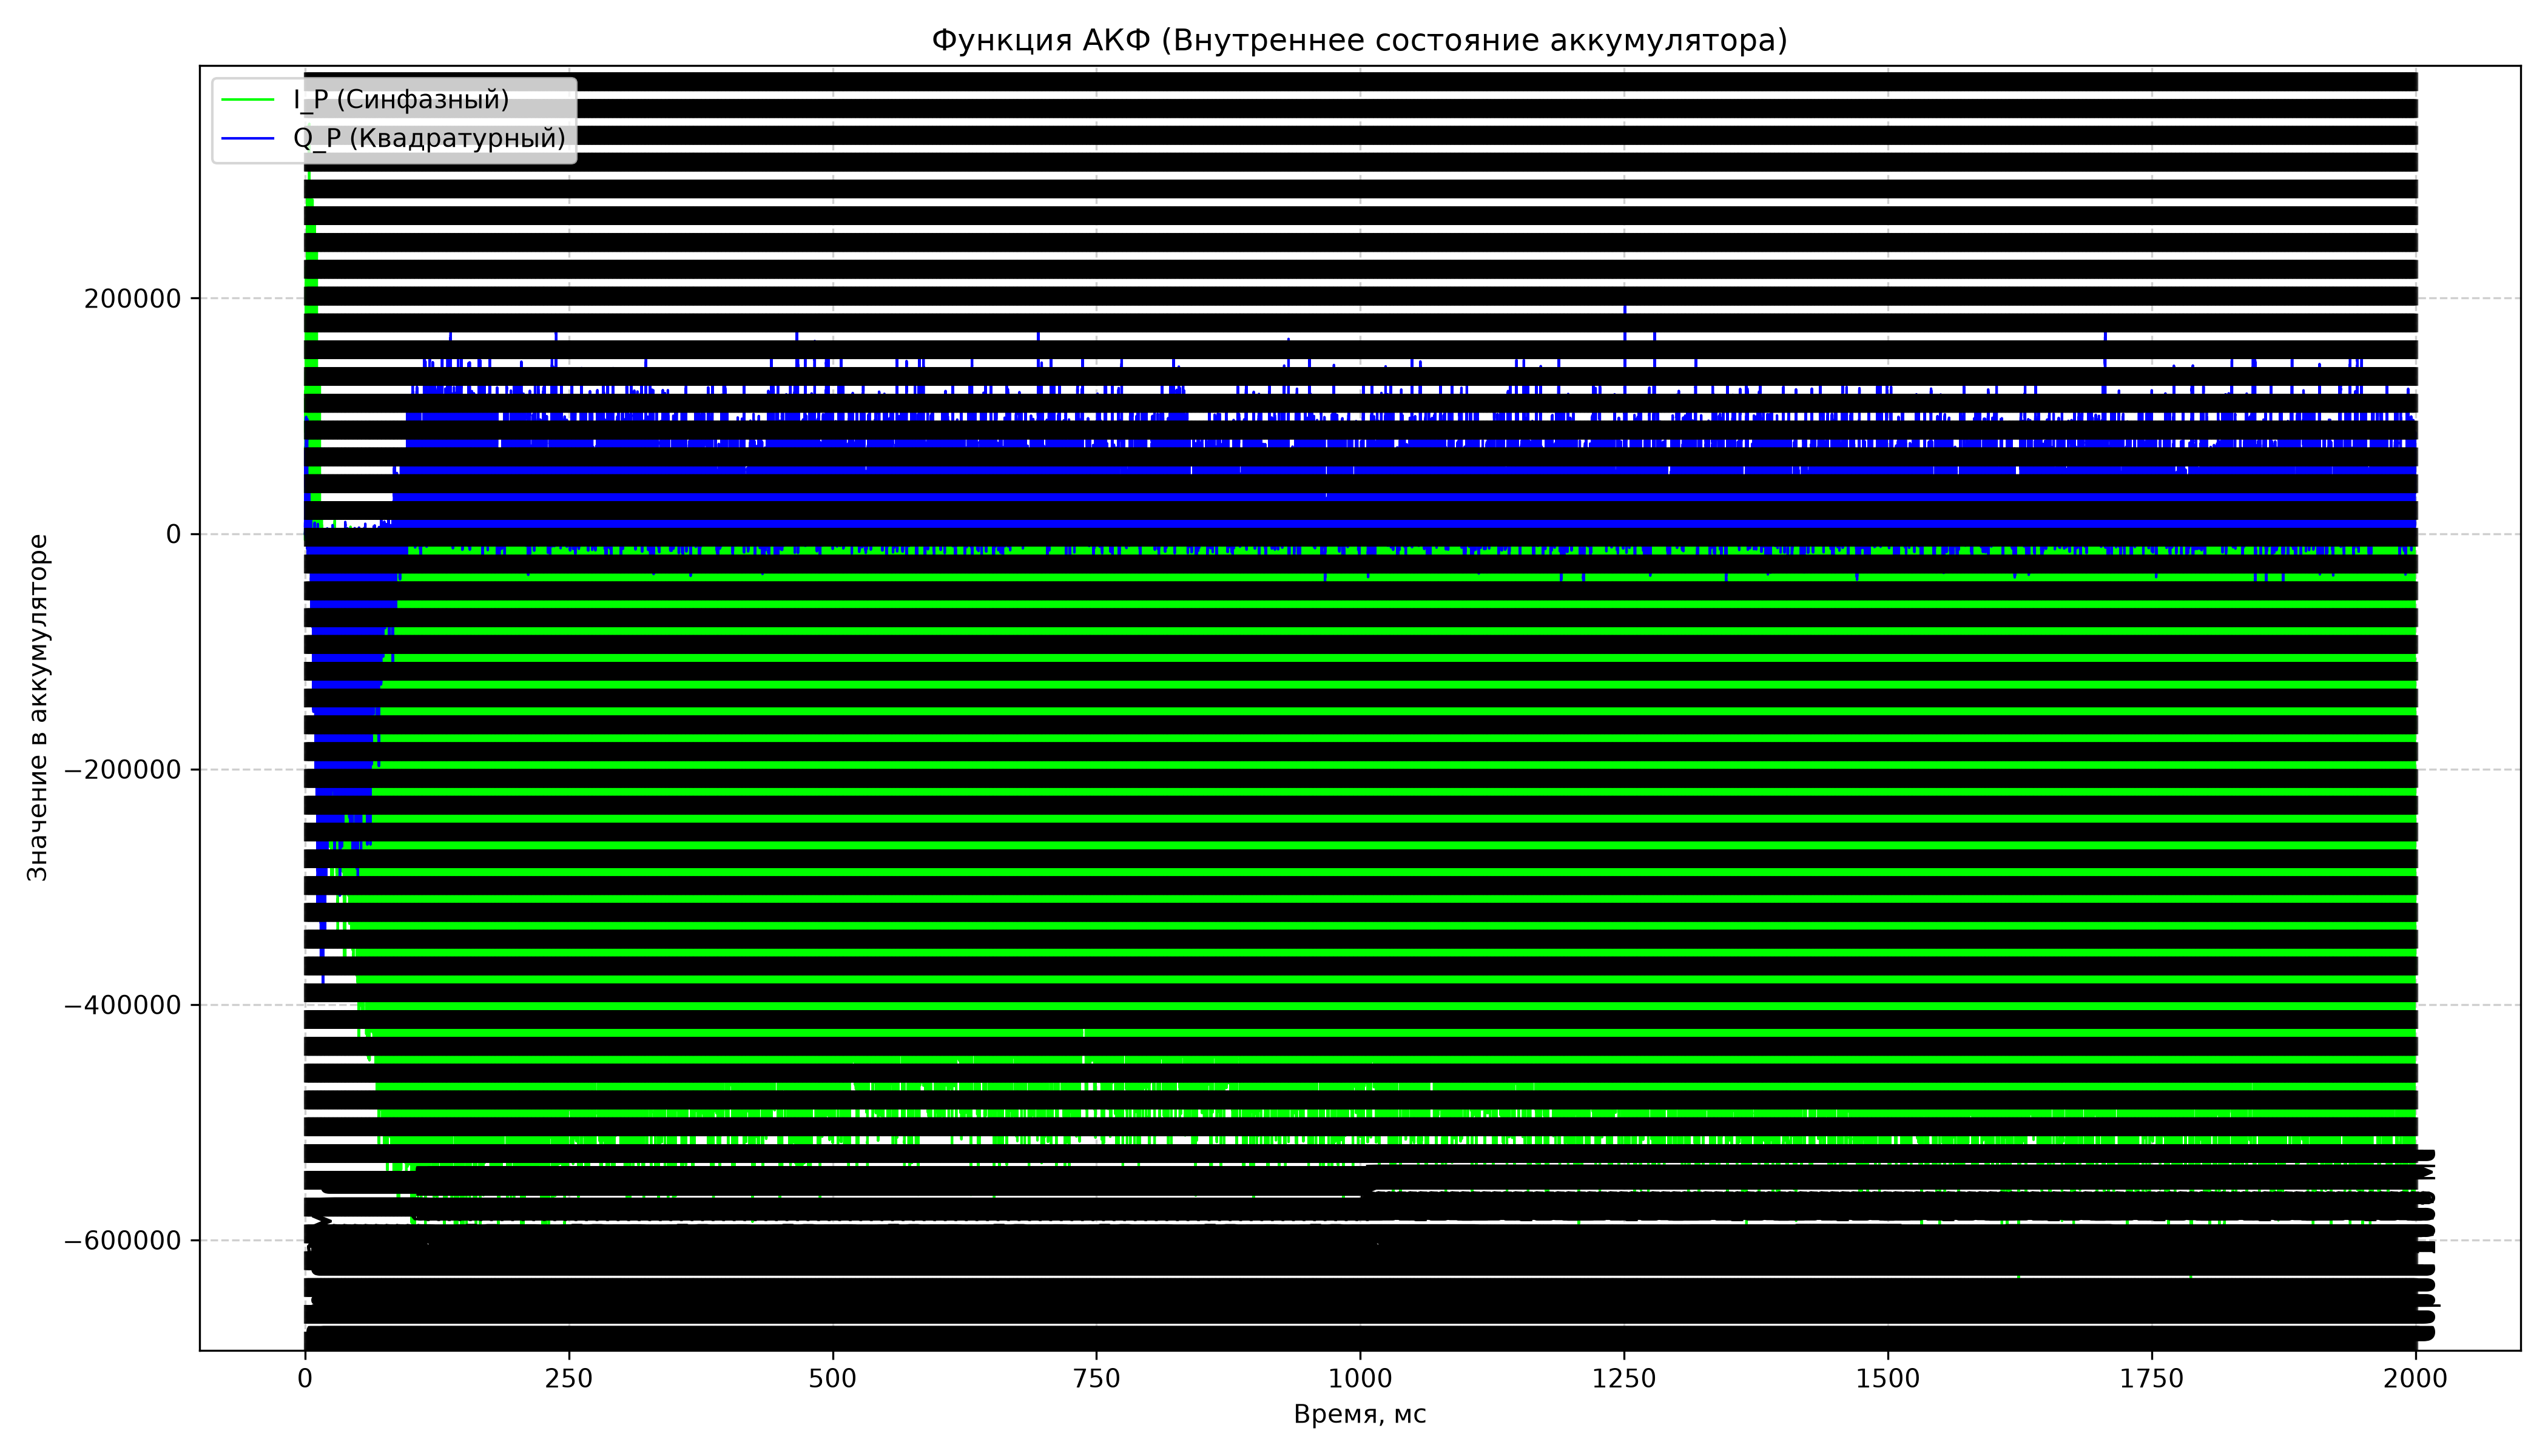 Функция АКФ (Внутреннее состояние аккумулятора)
I_P (Синфазный)
Q_P (Квадратурный)
200000
0
−200000
−400000
−600000
Значение в аккумуляторе
0 250 500 750 1000 1250 1500 1750 2000
Время, мс